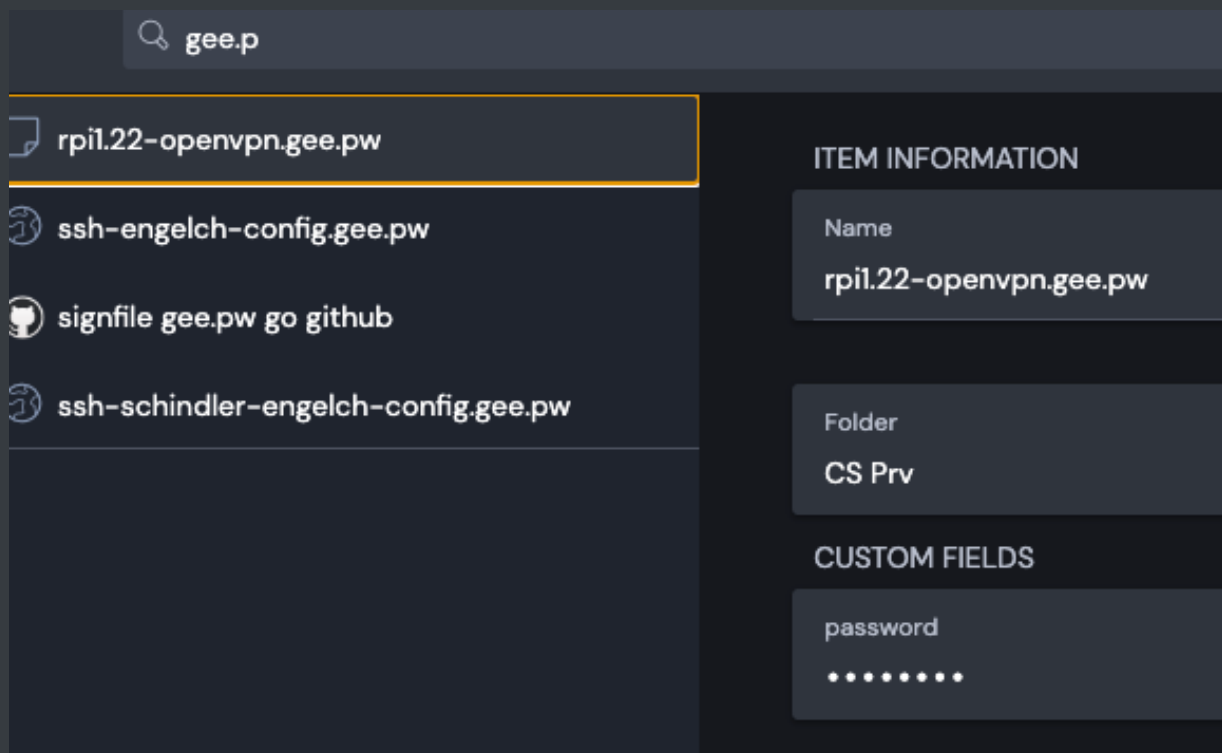 gee.p
rpi1.22-openvpn.gee.pw
ssh-engelch-config.gee.pw
signfile gee.pw go github
ssh-schindler-engelch-config.gee.pw
ITEM INFORMATION
Name
rpi1.22-openvpn.gee.pw
Folder
CS Prv
CUSTOM FIELDS
password
••••••••